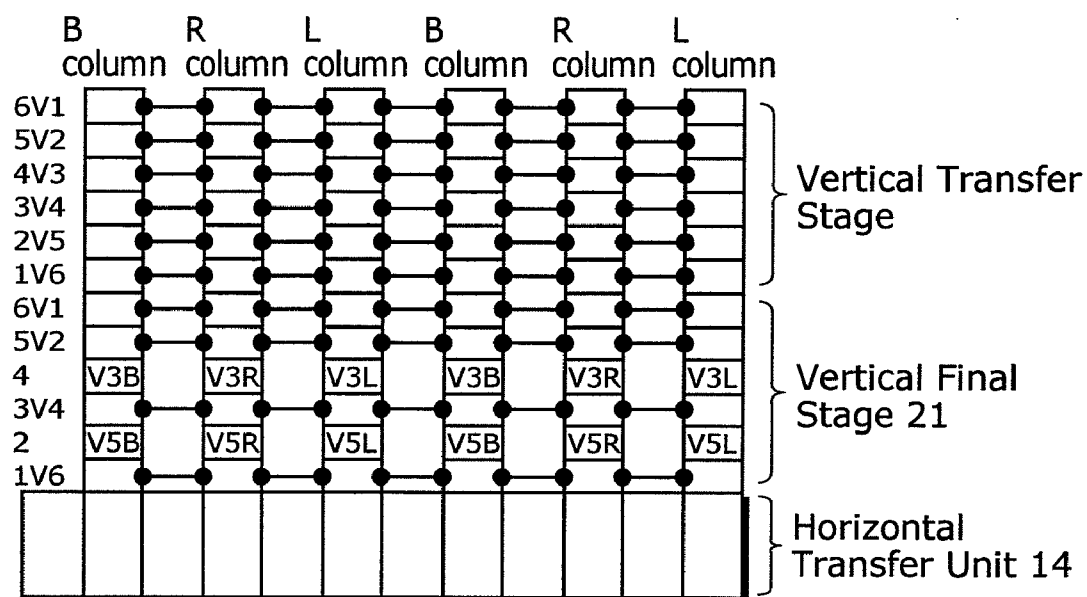 B R L B R L
column column column column column column
6V1
5V2
4V3
3V4
2V5
1V6
Vertical Transfer
Stage
6V1
5V2
4 V3B V3R V3L V3B V3R V3L
3V4
2 V5B V5R V5L V5B V5R V5L
1V6
Vertical Final
Stage 21
Horizontal
Transfer Unit 14